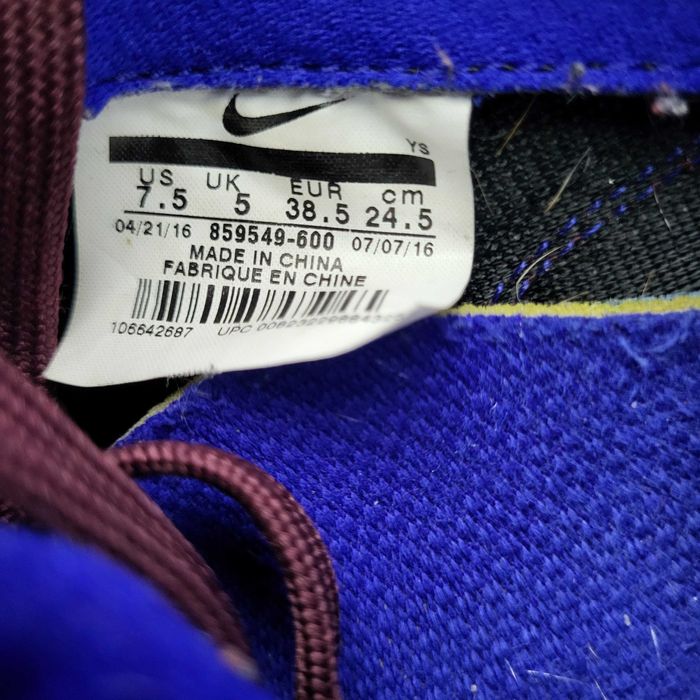 YS
US UK EUR cm
7.5 5 38.5 24.5
04/21/16 859549-600 07/07/16
MADE IN CHINA
FABRIQUE EN CHINE
106642687 UPC